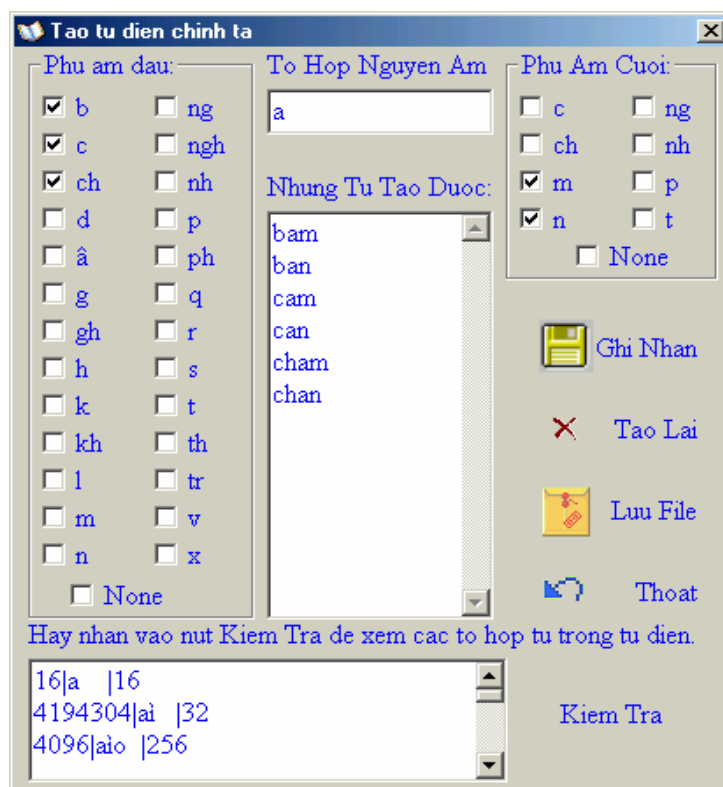 Tao tu dien chinh ta
Phu am dau:
b ng
c ngh
ch nh
d p
â ph
g q
gh r
h s
k t
kh th
l tr
m v
n x
None
To Hop Nguyen Am
a
Nhung Tu Tao Duoc:
bam
ban
cam
can
cham
chan
Phu Am Cuoi:
c ng
ch nh
m p
n t
None
Ghi Nhan
Tao Lai
Luu File
Thoat
Hay nhan vao nut Kiem Tra de xem cac to hop tu trong tu dien.
16|a |16
4194304|aì |32
4096|aìo |256
Kiem Tra